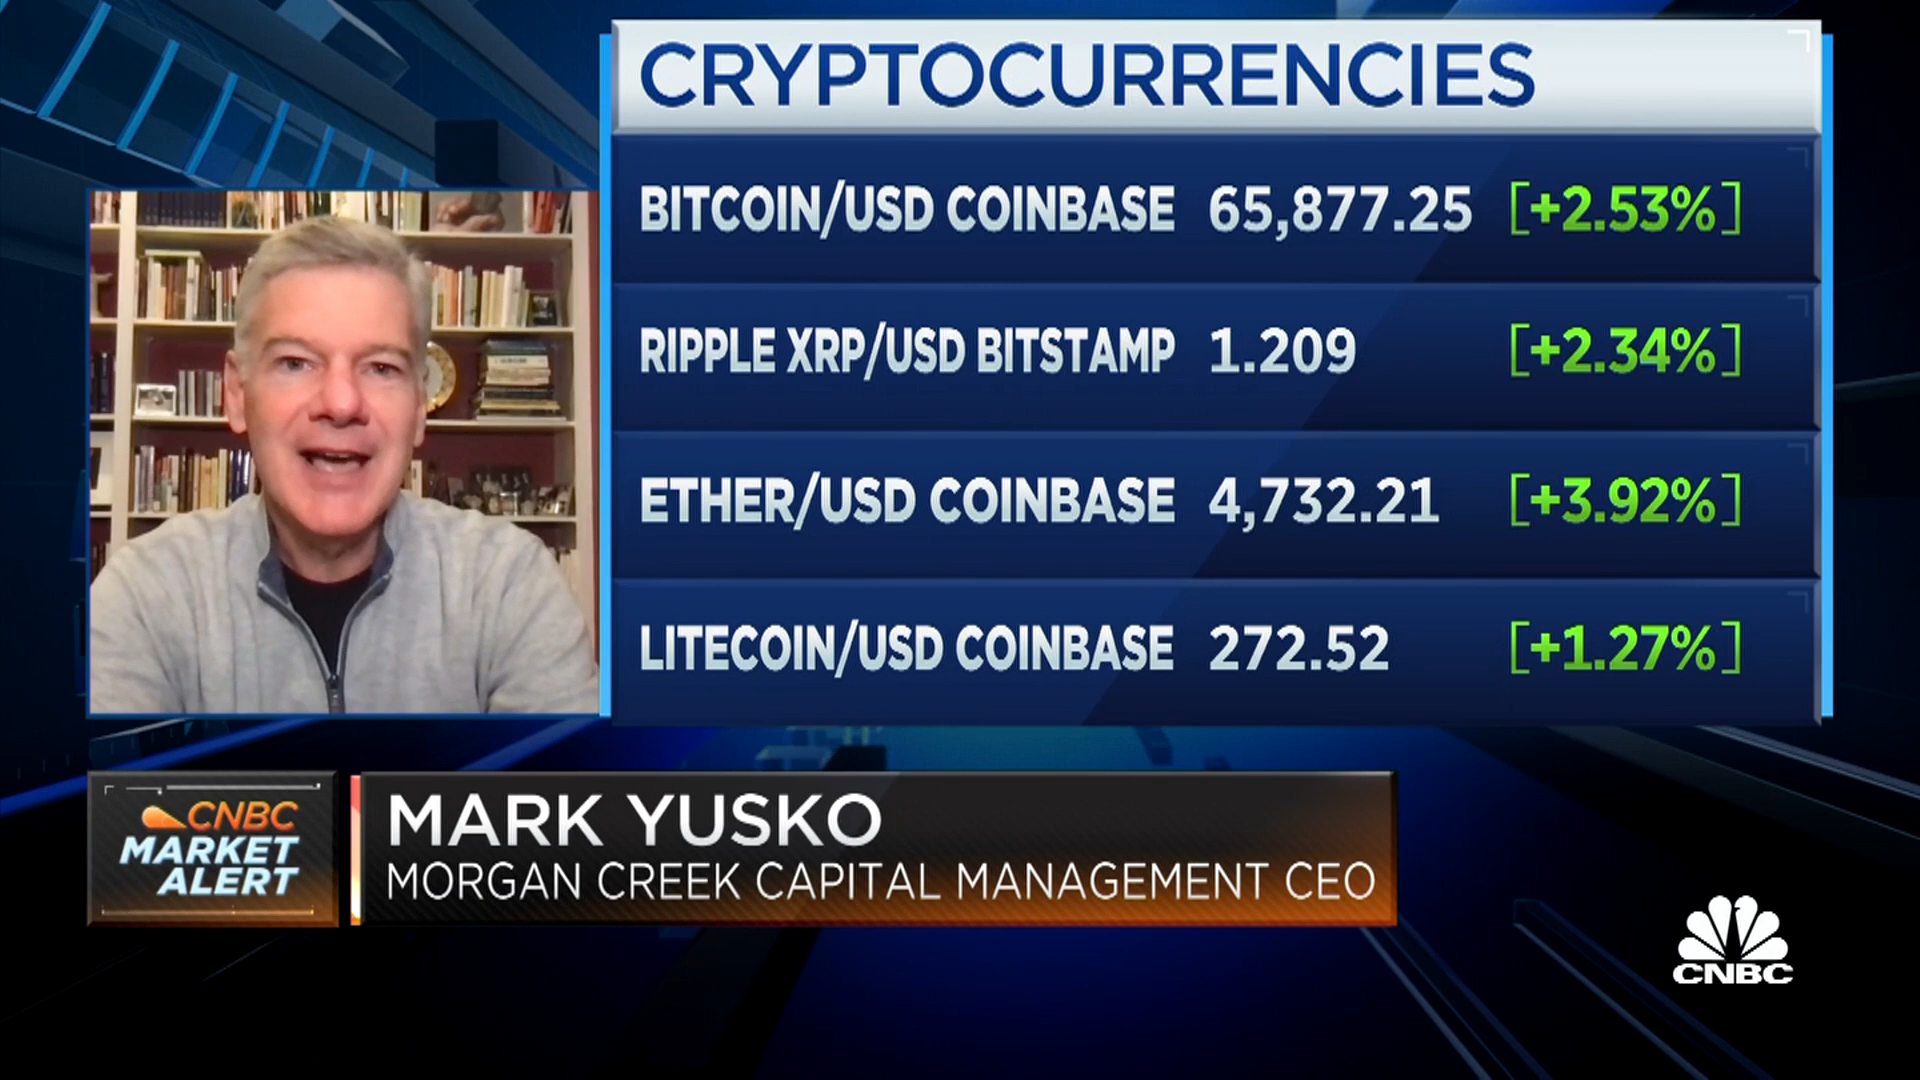 CRYPTOCURRENCIES
BITCOIN/USD COINBASE 65,877.25 [+2.53%]
RIPPLE XRP/USD BITSTAMP 1.209 [+2.34%]
ETHER/USD COINBASE 4,732.21 [+3.92%]
LITECOIN/USD COINBASE 272.52 [+1.27%]
CNBC
MARKET
ALERT
MARK YUSKO
MORGAN CREEK CAPITAL MANAGEMENT CEO
CNBC